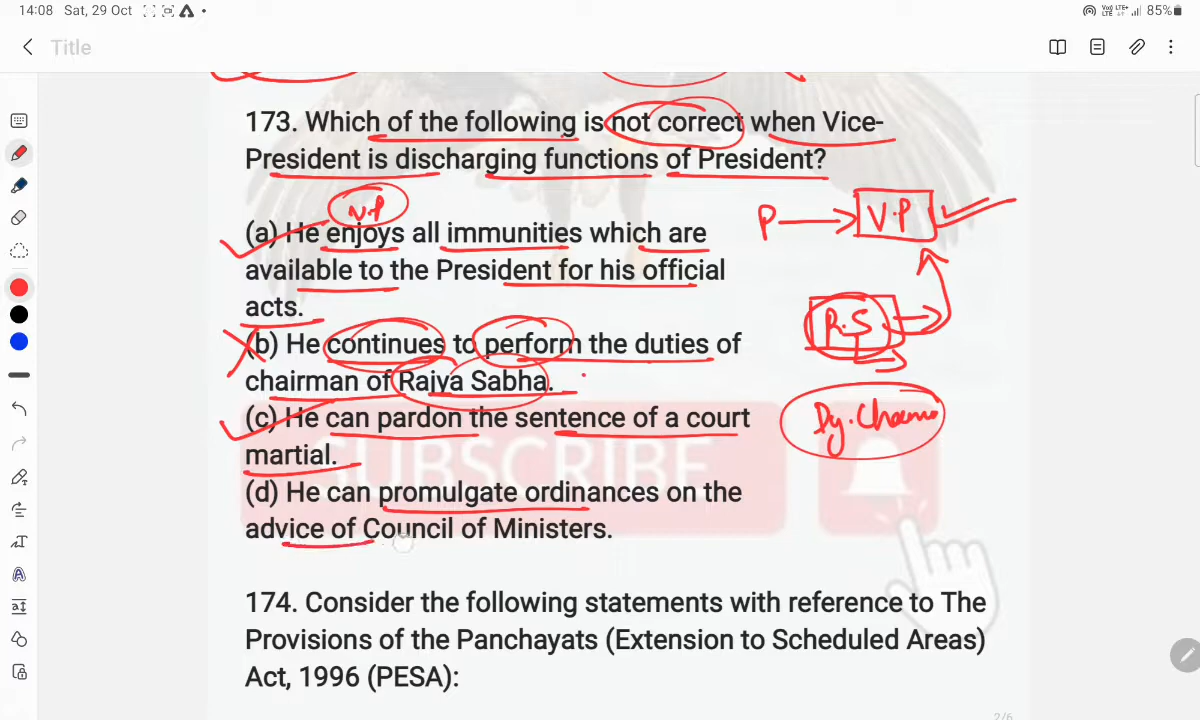 14:08 Sat, 29 Oct
85%
Title
173. Which of the following is not correct when Vice-
President is discharging functions of President?
V.P
(a) He enjoys all immunities which are
available to the President for his official
acts.
P V.P
(b) He continues to perform the duties of
chairman of Rajya Sabha.
R.S
(c) He can pardon the sentence of a court
martial.
Dy.
SUBSCRIBE
(d) He can promulgate ordinances on the
advice of Council of Ministers.
174. Consider the following statements with reference to The
Provisions of the Panchayats (Extension to Scheduled Areas)
Act, 1996 (PESA):
2/6